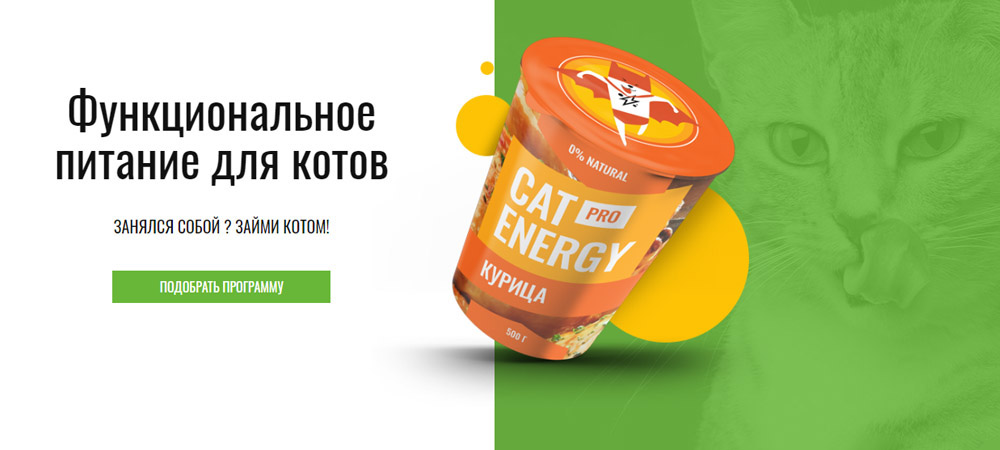 Функциональное
питание для котов
ЗАНЯЛСЯ СОБОЙ ? ЗАЙМИ КОТОМ!
ПОДОБРАТЬ ПРОГРАММУ
0% NATURAL
CAT PRO
ENERGY
КУРИЦА
500 Г